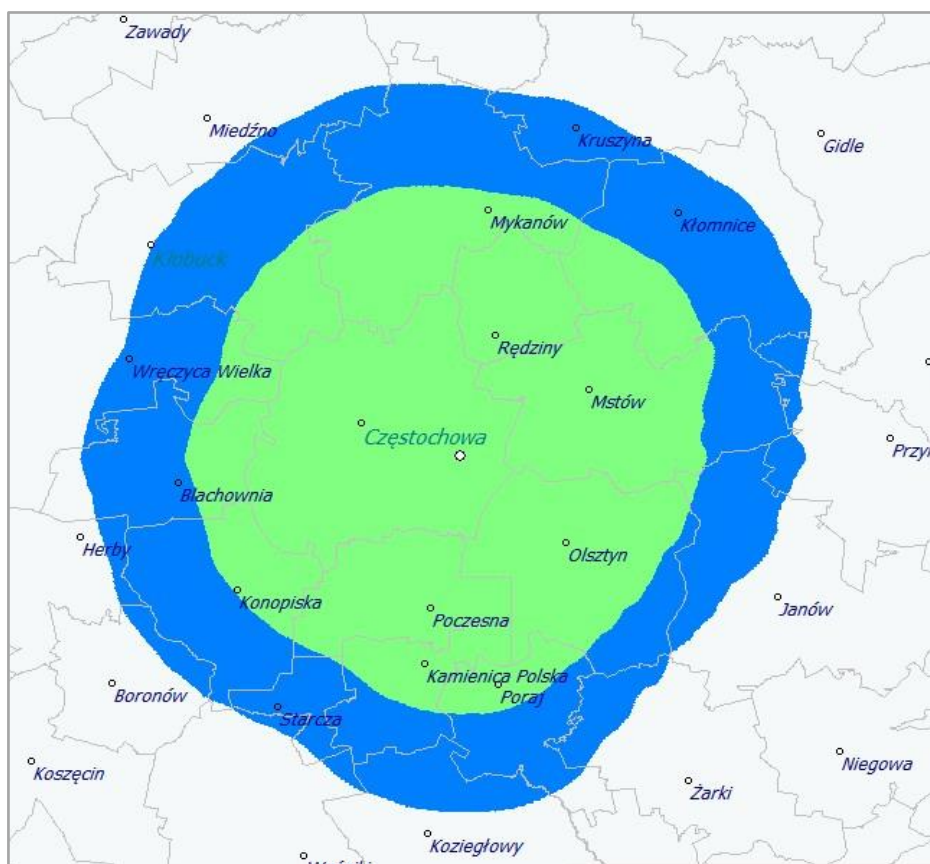 Zawady
Miedźno
Kruszyna
Gidle
Mykanów
Kłomnice
Kłobuck
Rędziny
Wręczyca Wielka
Mstów
Częstochowa
Blachownia
Olsztyn
Herby
Konopiska
Poczesna
Janów
Kamienica Polska
Poraj
Boronów
Starcza
Koszęcin
Żarki
Niegowa
Koziegłowy